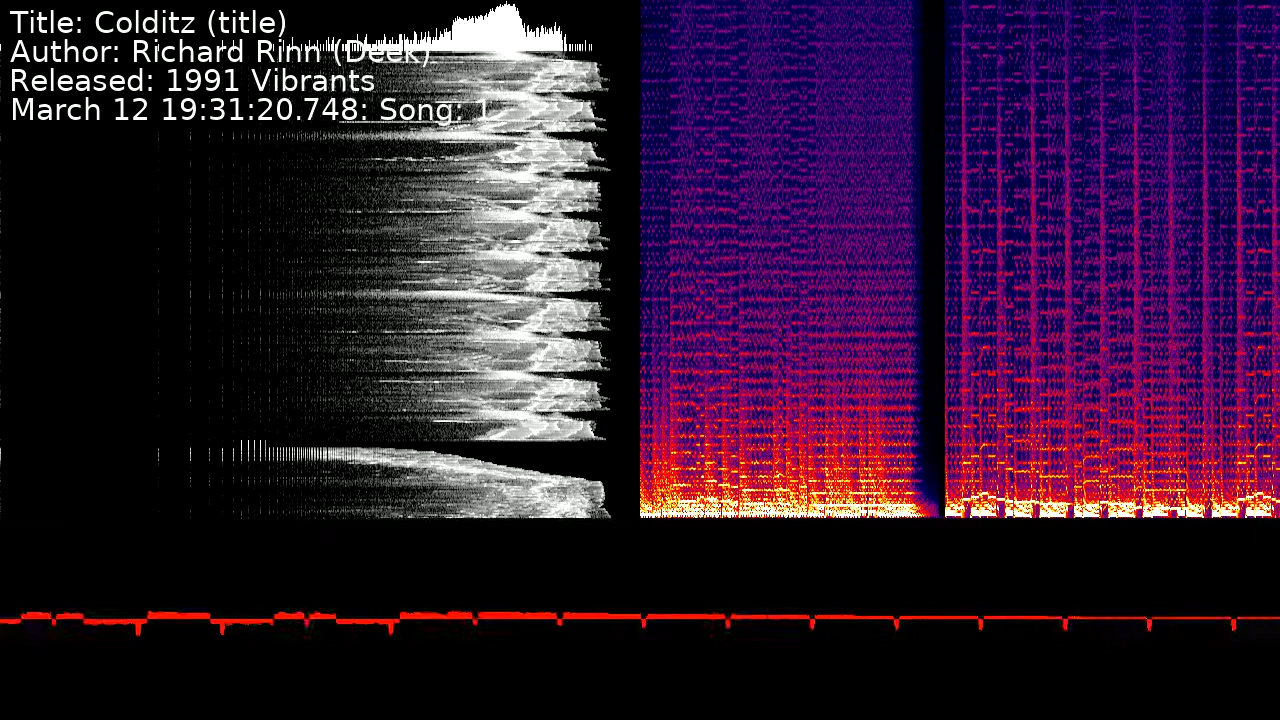 Title: Colditz (title)
Author: Richard Rinn (Deek)
Released: 1991 Vibrants
March 12 19:31:20.748: Song: 1